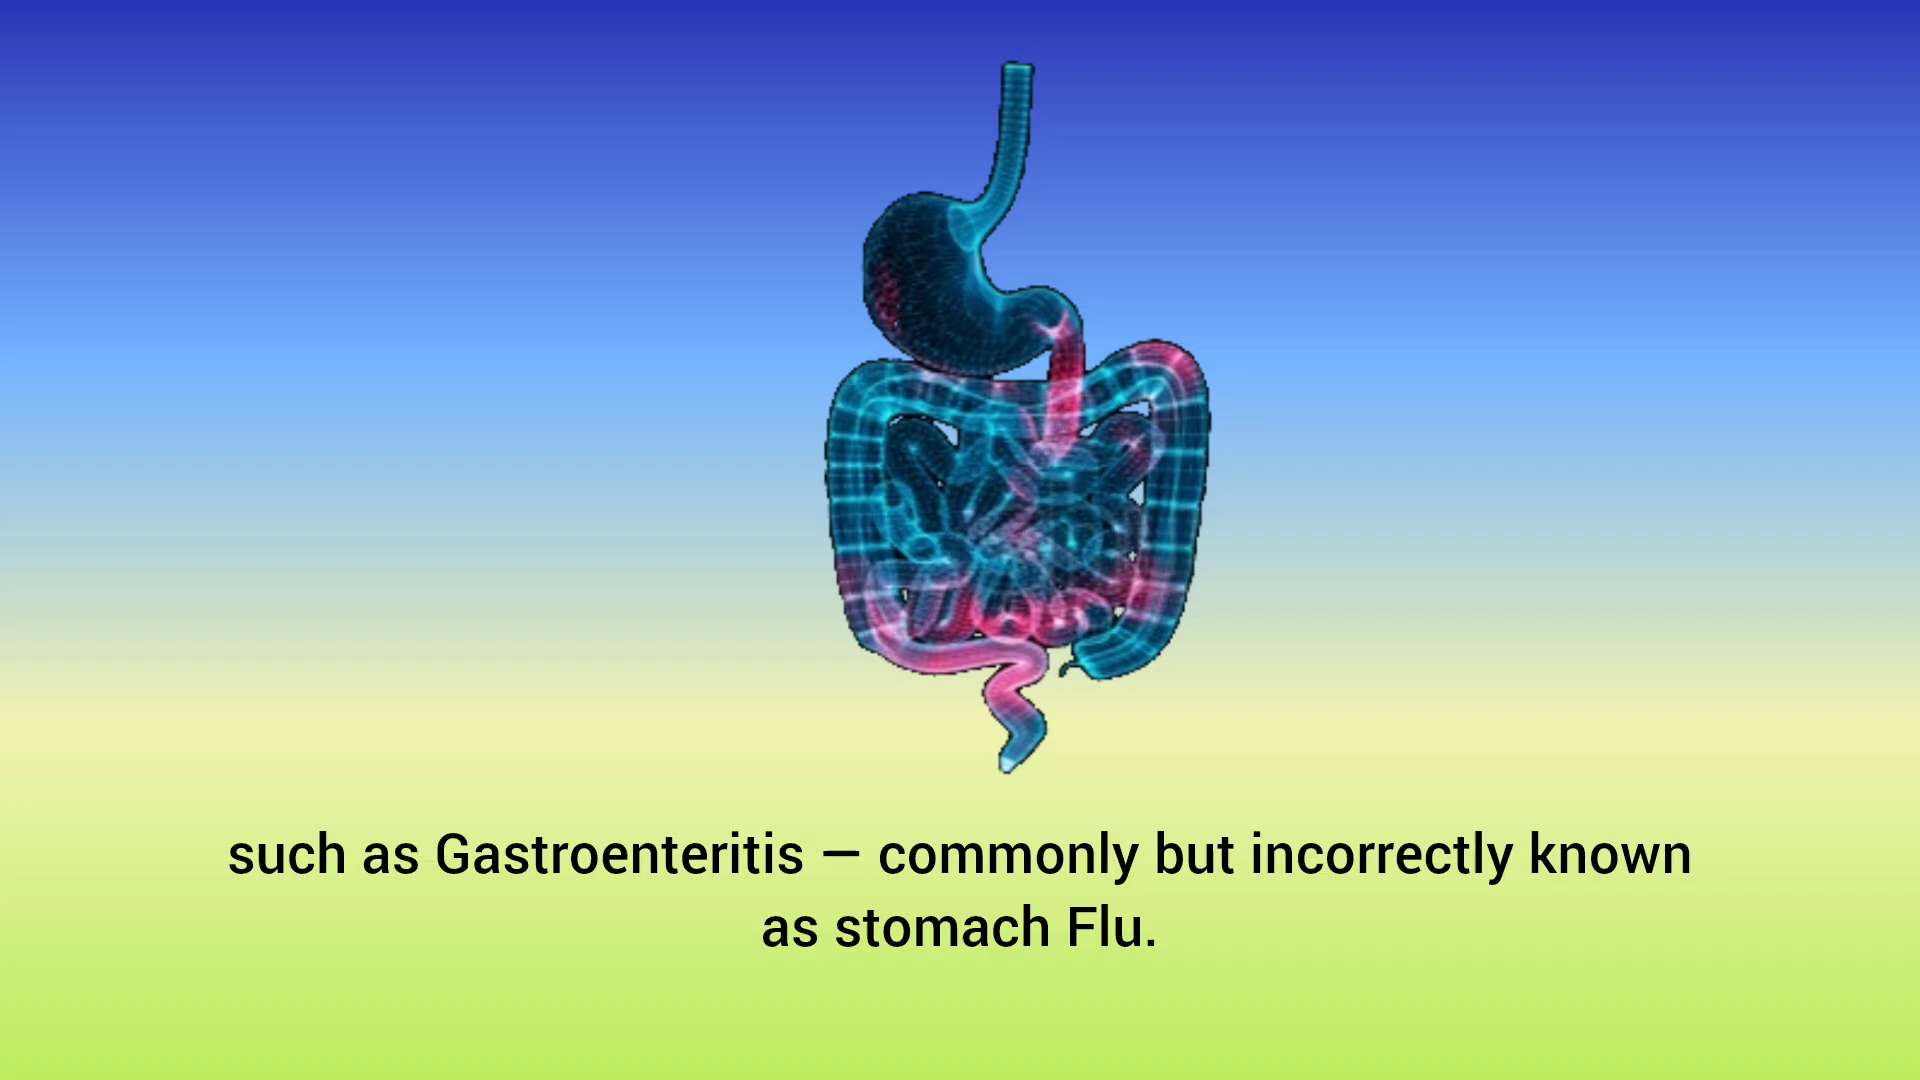 such as Gastroenteritis — commonly but incorrectly known
as stomach Flu.